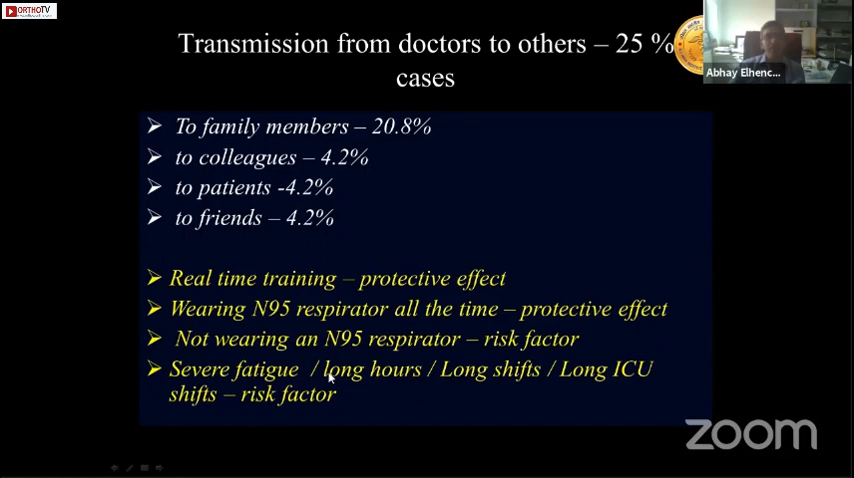 ORTHOTV
Transmission from doctors to others – 25 %
cases
Abhay Elhenc...
➢ To family members – 20.8%
➢ to colleagues – 4.2%
➢ to patients -4.2%
➢ to friends – 4.2%
➢ Real time training – protective effect
➢ Wearing N95 respirator all the time – protective effect
➢ Not wearing an N95 respirator – risk factor
➢ Severe fatigue / long hours / Long shifts / Long ICU
shifts – risk factor
zoom